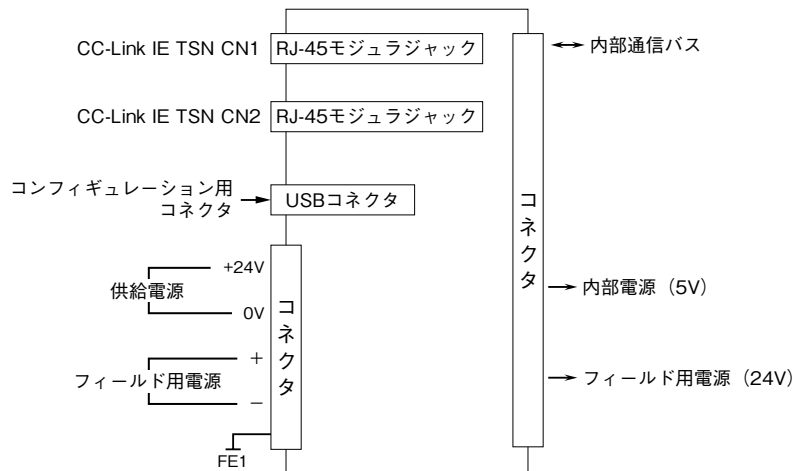 CC-Link IE TSN CN1
RJ-45モジュラジャック
内部通信バス
CC-Link IE TSN CN2
RJ-45モジュラジャック
コンフィギュレーション用
コネクタ
USBコネクタ
コネクタ
+24V
供給電源
0V
コネクタ
内部電源（5V）
+
フィールド用電源
−
フィールド用電源（24V）
FE1